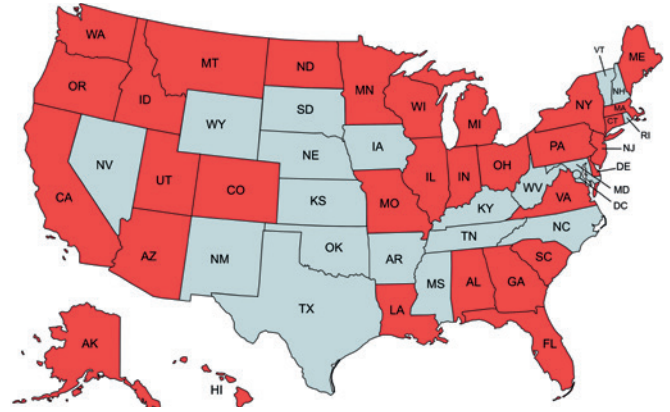 WA
MT
ND
MN
VT
ME
OR
ID
SD
WI
MI
NY
NH
MA
CT
RI
WY
IA
PA
NJ
NV
NE
IL
IN
OH
DE
MD
DC
UT
CO
KS
MO
KY
WV
VA
CA
OK
TN
NC
AZ
NM
AR
SC
TX
MS
AL
GA
LA
FL
AK
HI